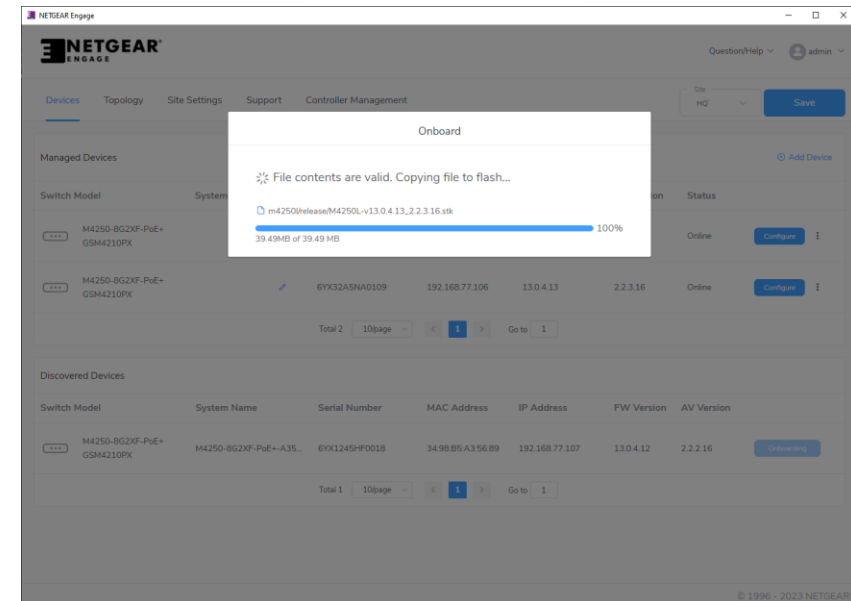 NETGEAR Engage
NETGEAR
ENGAGE
Question/Help
admin
Devices Topology Site Settings Support Controller Management
Site
HQ
Save
Onboard
Managed Devices
Add Device
File contents are valid. Copying file to flash...
Switch Model System on Status
m4250l/release/M4250L-v13.0.4.13_2.2.3.16.stk
100%
39.49MB of 39.49 MB
M4250-8G2XF-PoE+
GSM4210PX
Online Configure
M4250-8G2XF-PoE+
GSM4210PX
6YX32A5NA0109 192.168.77.106 13.0.4.13 2.2.3.16 Online Configure
Total 2 10/page < 1 > Go to 1
Discovered Devices
Switch Model System Name Serial Number MAC Address IP Address FW Version AV Version
M4250-8G2XF-PoE+
GSM4210PX
M4250-8G2XF-PoE+-A35... 6YX1245HF0018 34:98:B5:A3:56:89 192.168.77.107 13.0.4.12 2.2.2.16 Onboarding
Total 1 10/page < 1 > Go to 1
© 1996 - 2023 NETGEAR